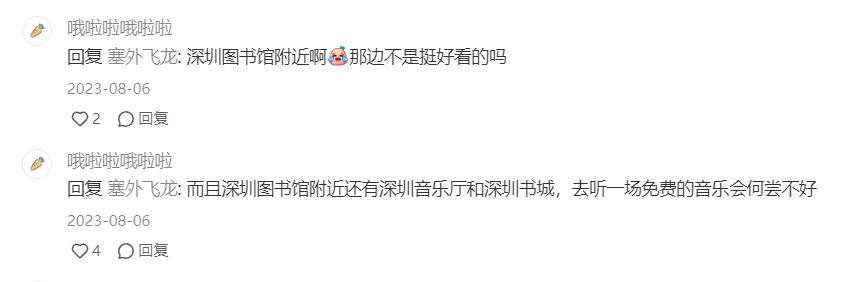 哦啦啦哦啦啦
回复 塞外飞龙: 深圳图书馆附近啊😂那边不是挺好看的吗
2023-08-06
2 回复
哦啦啦哦啦啦
回复 塞外飞龙: 而且深圳图书馆附近还有深圳音乐厅和深圳书城，去听一场免费的音乐会何尝不好
2023-08-06
4 回复